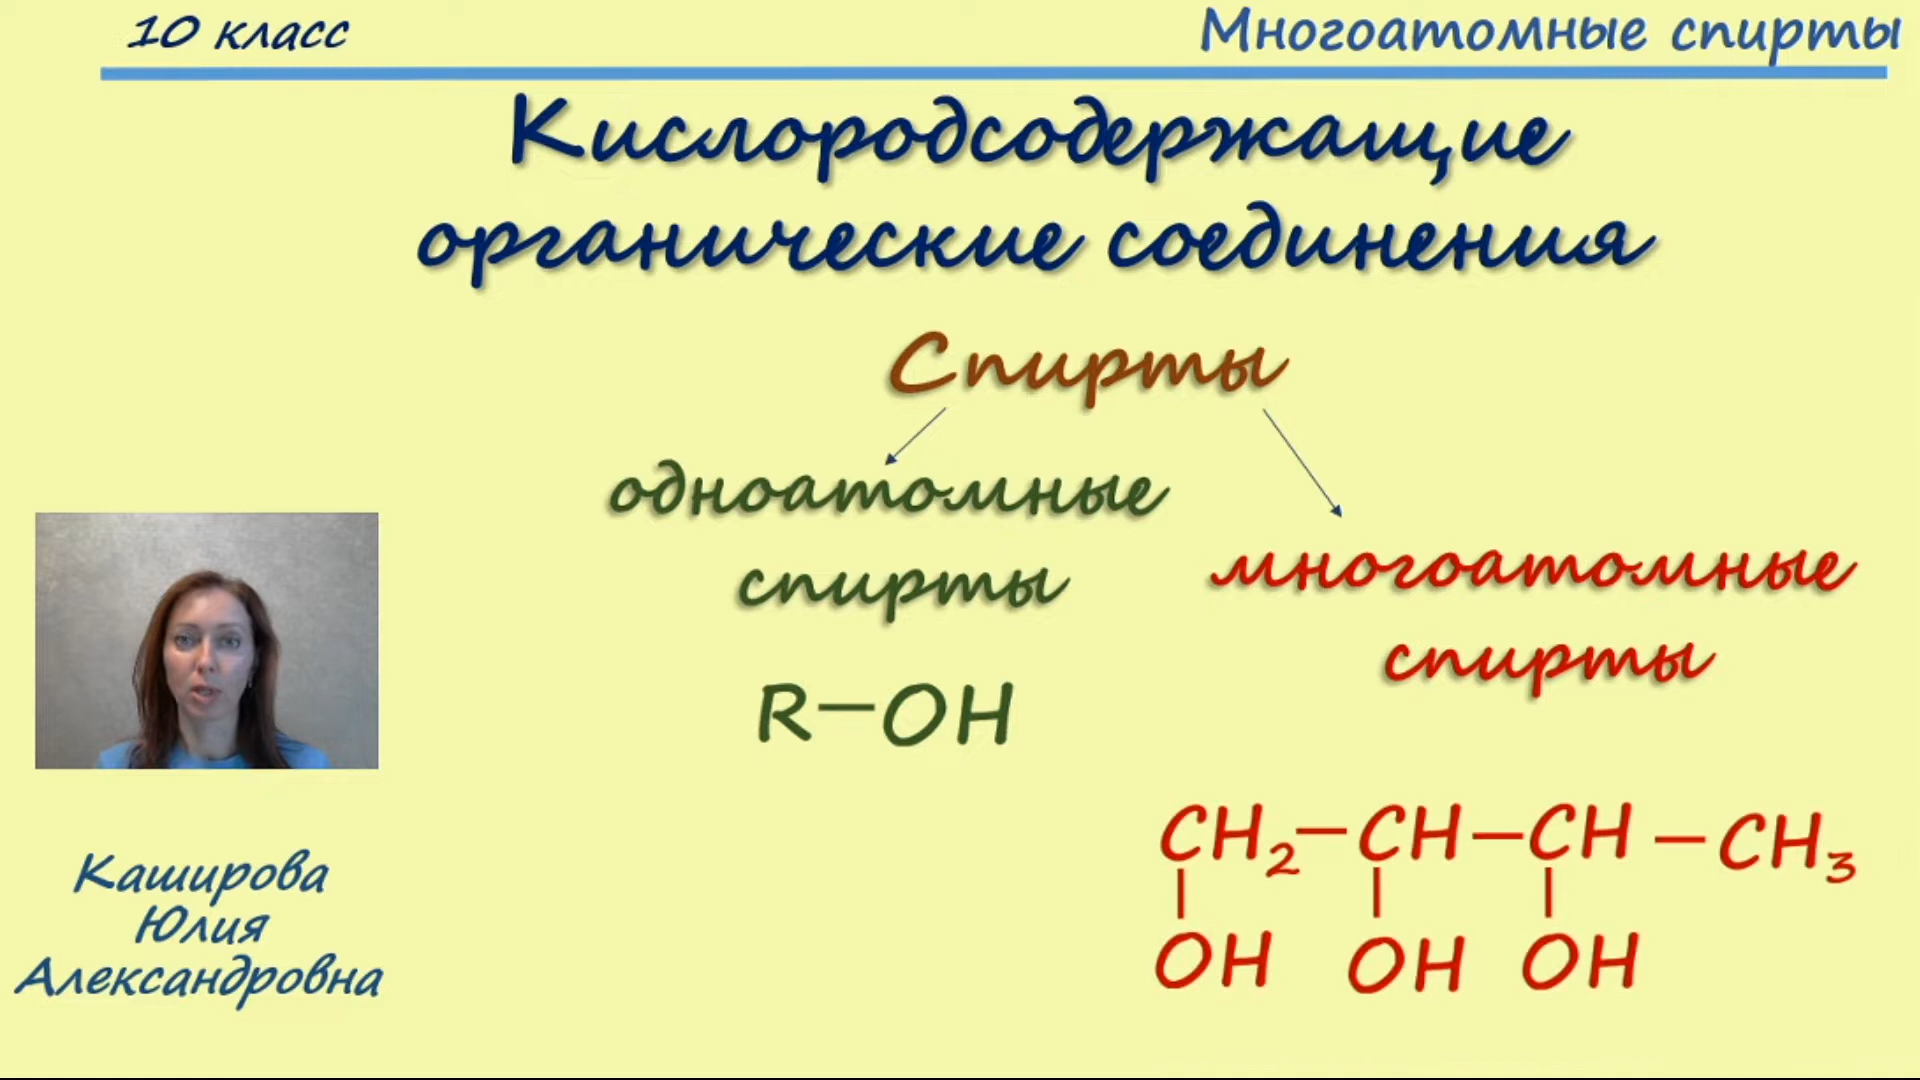 10 класс
Многоатомные спирты
Кислородсодержащие
органические соединения
Спирты
одноатомные
спирты
многоатомные
спирты
R–OH
CH₂–CH–CH–CH₃
OH OH OH
Каширова
Юлия
Александровна